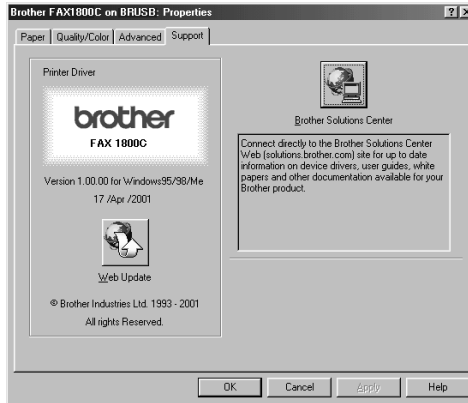 Brother FAX1800C on BRUSB: Properties
Paper
Quality/Color
Advanced
Support
Printer Driver
brother
FAX 1800C
Version 1.00.00 for Windows95/98/Me
17 /Apr /2001
Web Update
© Brother Industries Ltd. 1993 - 2001
All rights Reserved.
Brother Solutions Center
Connect directly to the Brother Solutions Center
Web (solutions.brother.com) site for up to date
information on device drivers, user guides, white
papers and other documentation available for your
Brother product.
OK
Cancel
Apply
Help